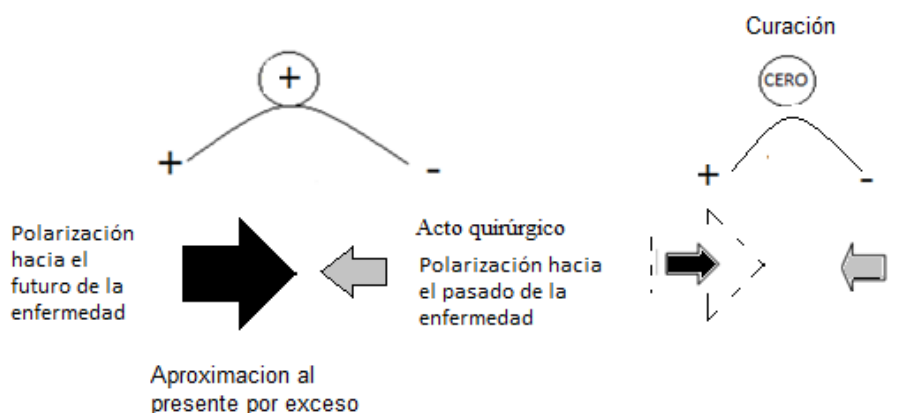 Curación
+
CERO
+
-
+
-
Polarización
hacia el
futuro de la
enfermedad
Acto quirúrgico
Polarización hacia
el pasado de la
enfermedad
Aproximacion al
presente por exceso